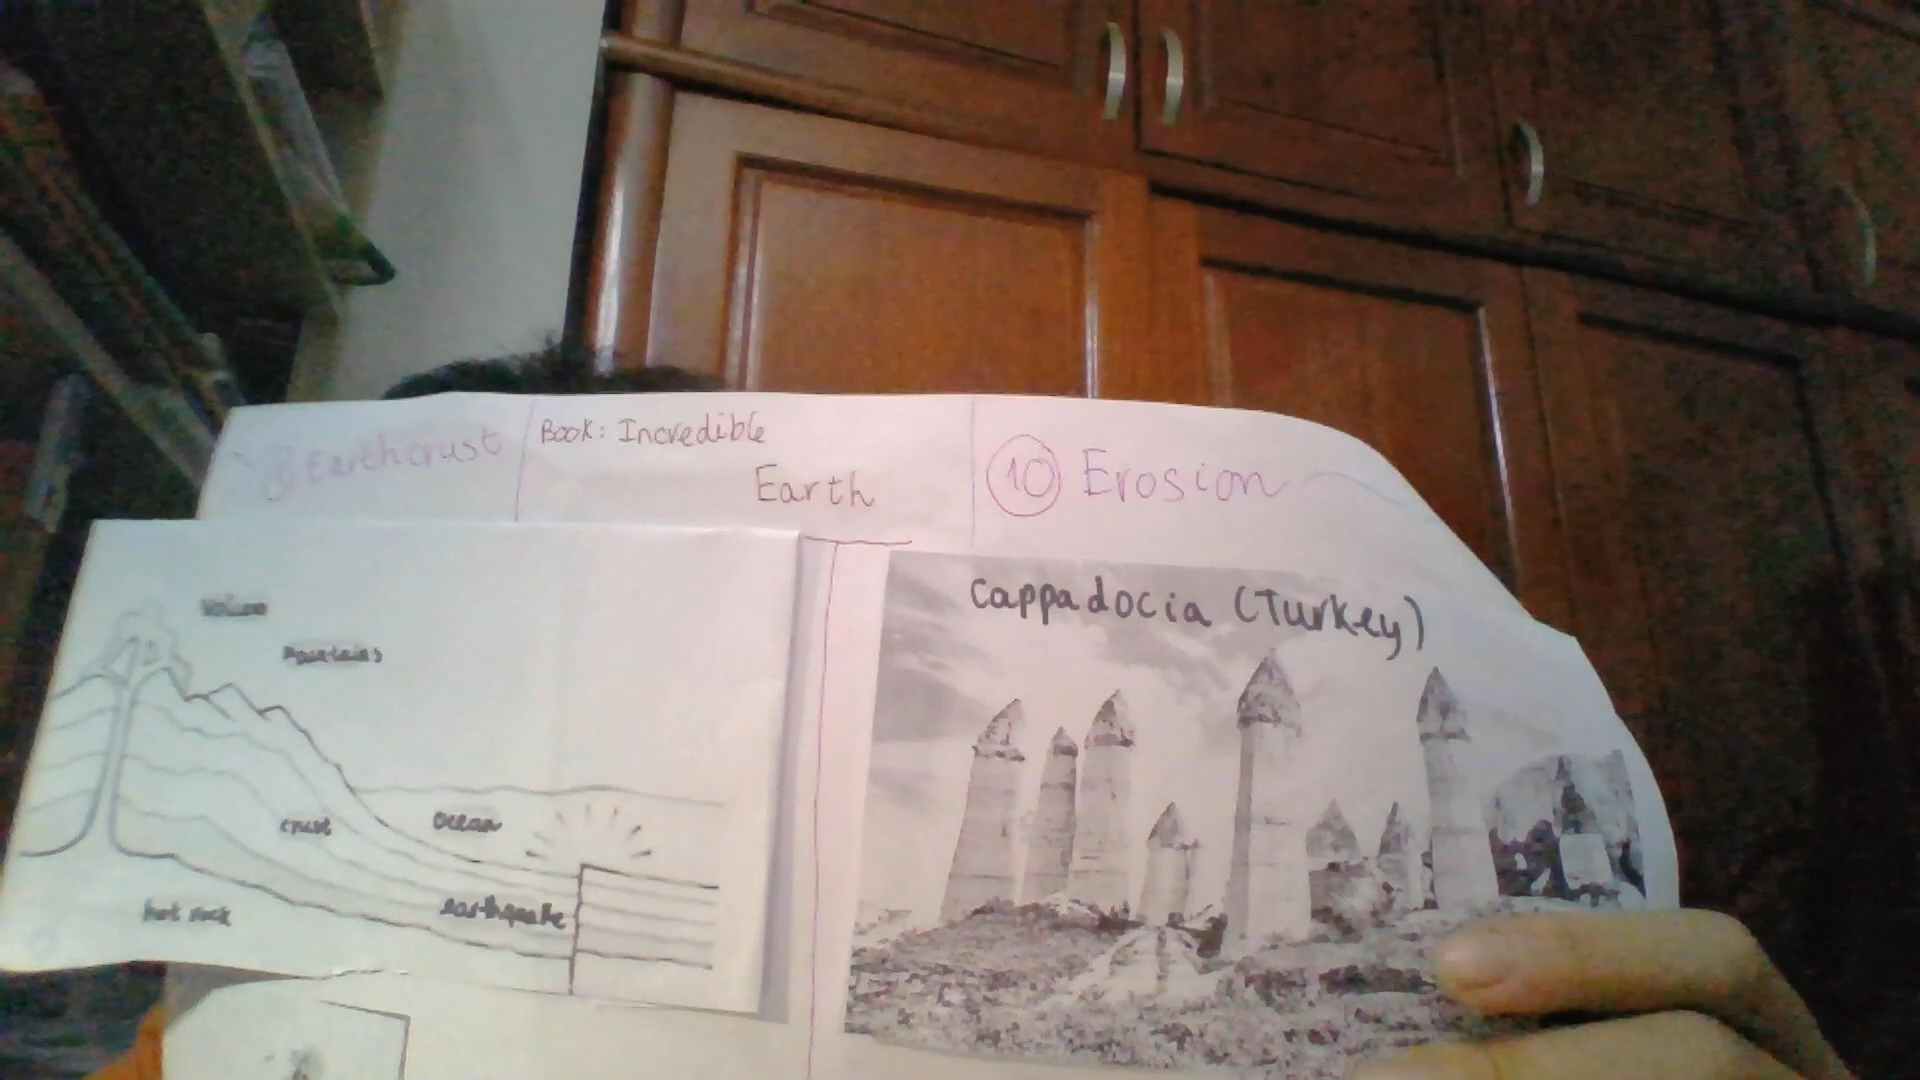 Earthcrust
Book: Incredible
Earth
10 Erosion
Volcano
Mountains
crust
Ocean
earthquake
hot rock
Cappadocia (Turkey)